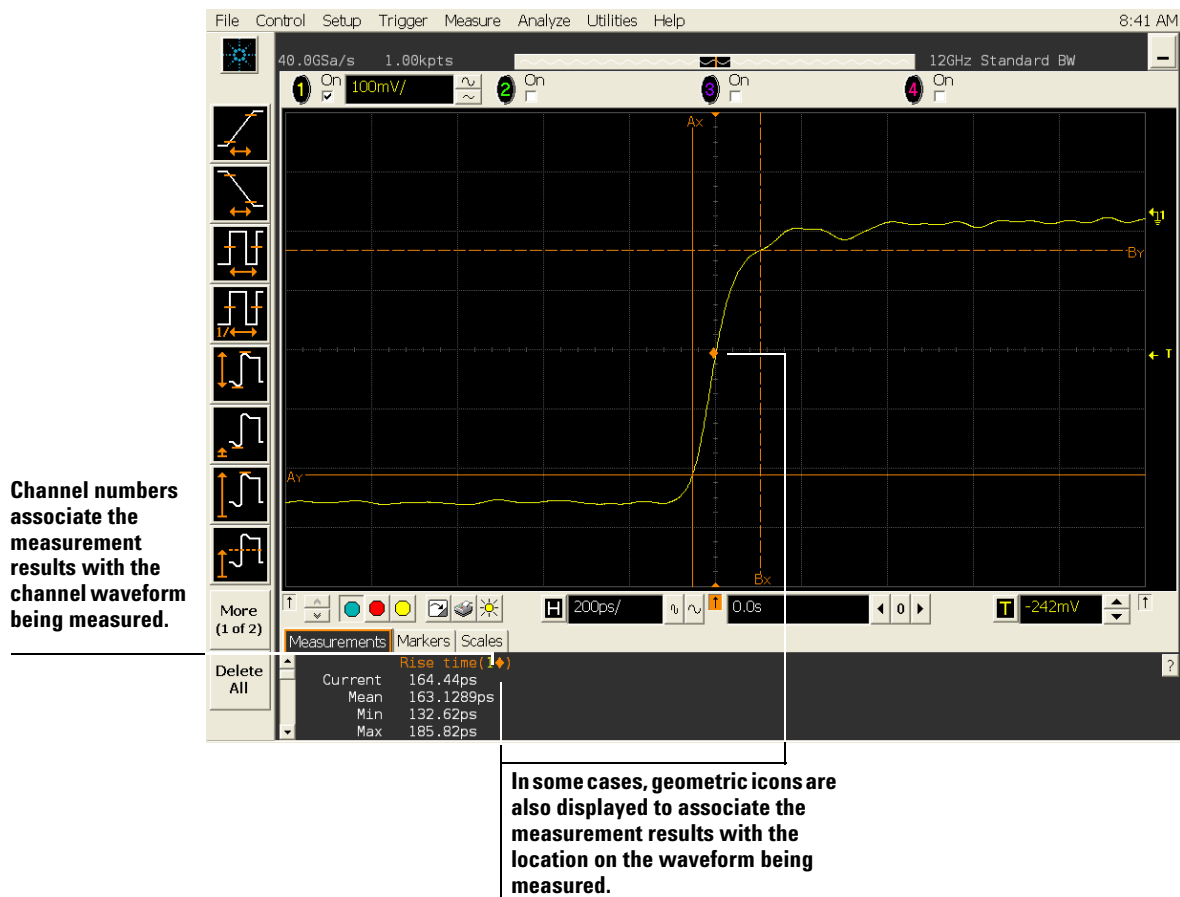 File Control Setup Trigger Measure Analyze Utilities Help 8:41 AM
40.0GSa/s 1.00kpts 12GHz Standard BW
1 On 100mV/ 2 On 3 On 4 On
Ax
1
By
T
Ay
Bx
1/
Channel numbers
associate the
measurement
results with the
channel waveform
being measured.
More
(1 of 2)
Delete
All
H 200ps/ 0.0s 0 T -242mV
Measurements Markers Scales
Rise time(1♦)
?
Current 164.44ps
Mean 163.1289ps
Min 132.62ps
Max 185.82ps
In some cases, geometric icons are
also displayed to associate the
measurement results with the
location on the waveform being
measured.